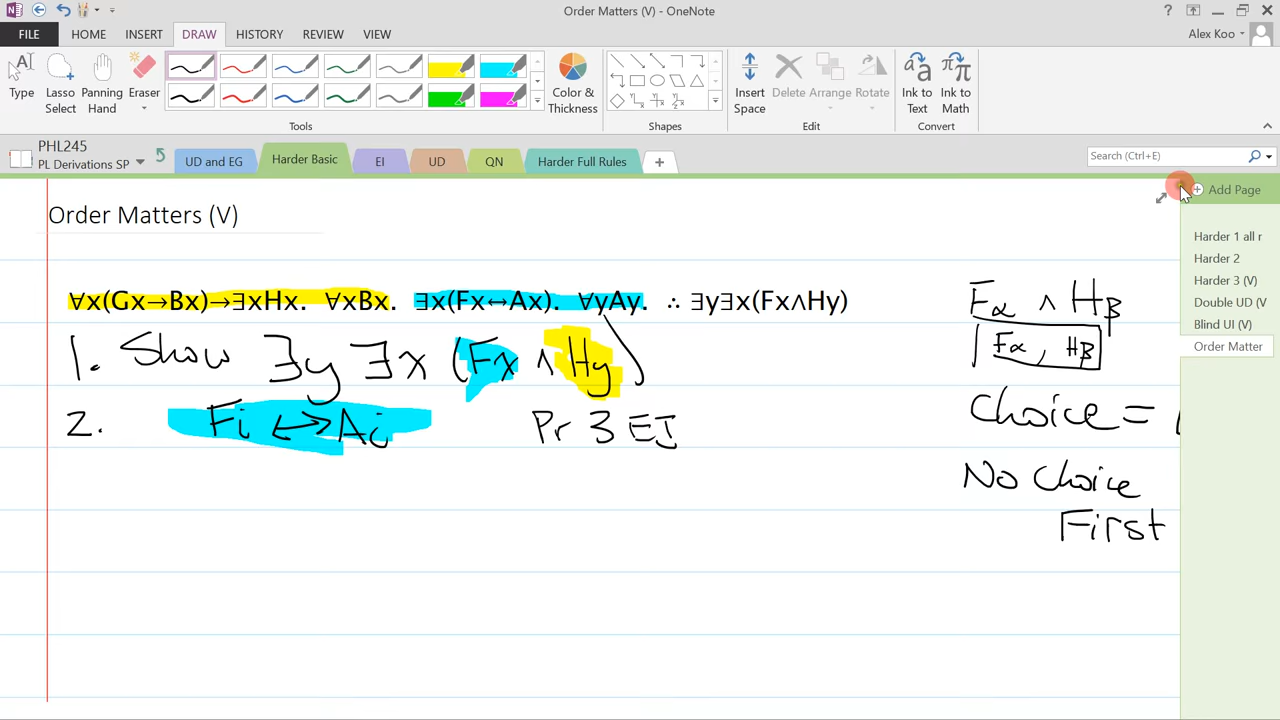 Order Matters (V) - OneNote
Alex Koo
FILE HOME INSERT DRAW HISTORY REVIEW VIEW
Type Lasso Select Panning Hand Eraser Color & Thickness Insert Space Delete Arrange Rotate Ink to Text Ink to Math
Tools Shapes Edit Convert
PHL245
PL Derivations SP
UD and EG Harder Basic EI UD QN Harder Full Rules
Search (Ctrl+E)
Add Page
Harder 1 all r
Harder 2
Harder 3 (V)
Double UD (V
Blind UI (V)
Order Matter
Order Matters (V)
∀x(Gx→Bx)→∃xHx. ∀xBx. ∃x(Fx↔Ax). ∀yAy. ∴ ∃y∃x(Fx∧Hy)
1. Show ∃y ∃x (Fx ∧ Hy)
2. Fi ↔ Ai Pr 3 EI
Fα ∧ Hβ
Fα, Hβ
Choice =
No Choice
First